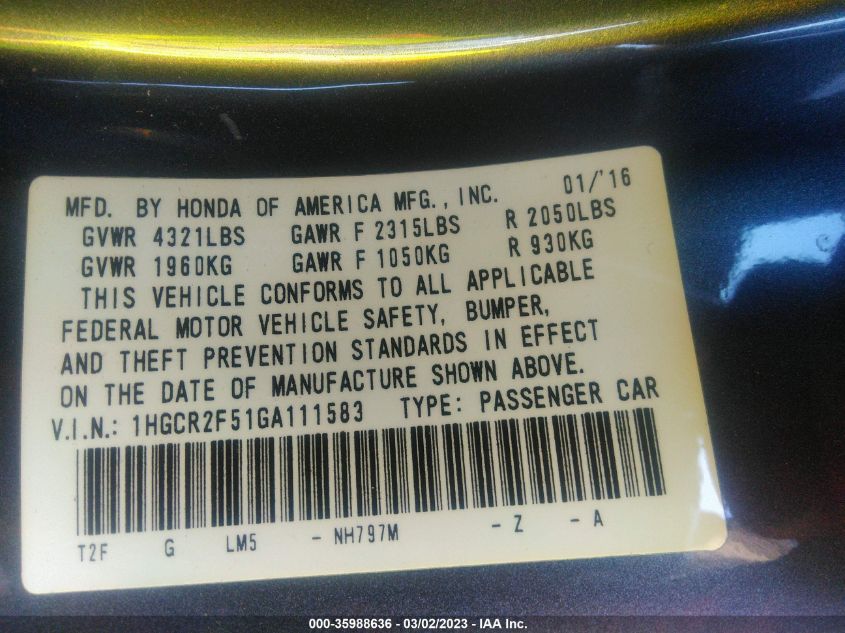 MFD. BY HONDA OF AMERICA MFG., INC. 01/'16
GVWR 4321LBS GAWR F 2315LBS R 2050LBS
GVWR 1960KG GAWR F 1050KG R 930KG
THIS VEHICLE CONFORMS TO ALL APPLICABLE
FEDERAL MOTOR VEHICLE SAFETY, BUMPER,
AND THEFT PREVENTION STANDARDS IN EFFECT
ON THE DATE OF MANUFACTURE SHOWN ABOVE.
V.I.N.: 1HGCR2F51GA111583 TYPE: PASSENGER CAR
T2F G LM5 - NH797M - Z - A
000-35988636 - 03/02/2023 - IAA Inc.